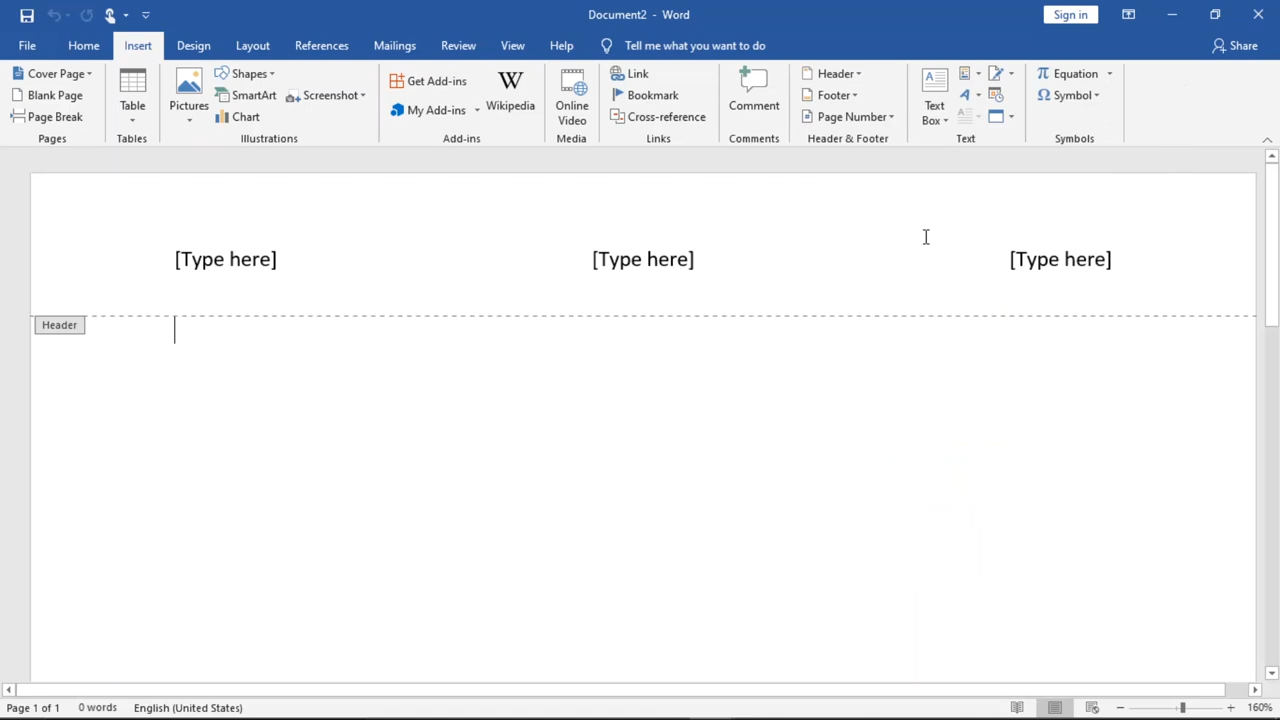 Document2 - Word
Sign in
File Home Insert Design Layout References Mailings Review View Help Tell me what you want to do Share
Cover Page
Blank Page
Page Break
Pages
Table
Tables
Pictures
Shapes
SmartArt
Chart
Screenshot
Illustrations
Get Add-ins
My Add-ins
W
Wikipedia
Add-ins
Online
Video
Media
Link
Bookmark
Cross-reference
Links
Comment
Comments
Header
Footer
Page Number
Header & Footer
Text
Box
Text
Equation
Symbol
Symbols
[Type here] [Type here] [Type here]
Header
Page 1 of 1 0 words English (United States) 160%